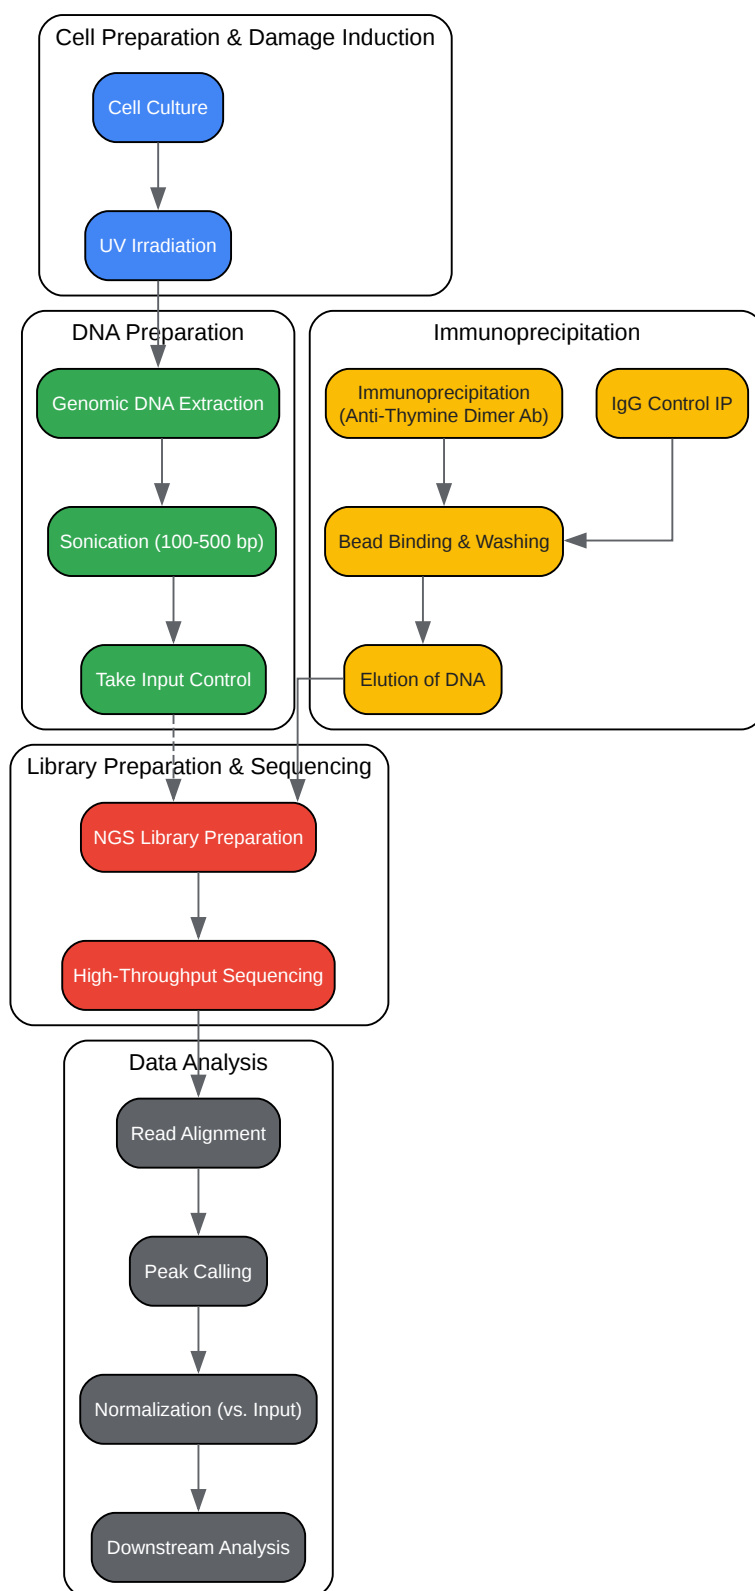 Cell Preparation & Damage Induction
Cell Culture
UV Irradiation
DNA Preparation
Genomic DNA Extraction
Sonication (100-500 bp)
Take Input Control
Immunoprecipitation
Immunoprecipitation
(Anti-Thymine Dimer Ab)
IgG Control IP
Bead Binding & Washing
Elution of DNA
Library Preparation & Sequencing
NGS Library Preparation
High-Throughput Sequencing
Data Analysis
Read Alignment
Peak Calling
Normalization (vs. Input)
Downstream Analysis